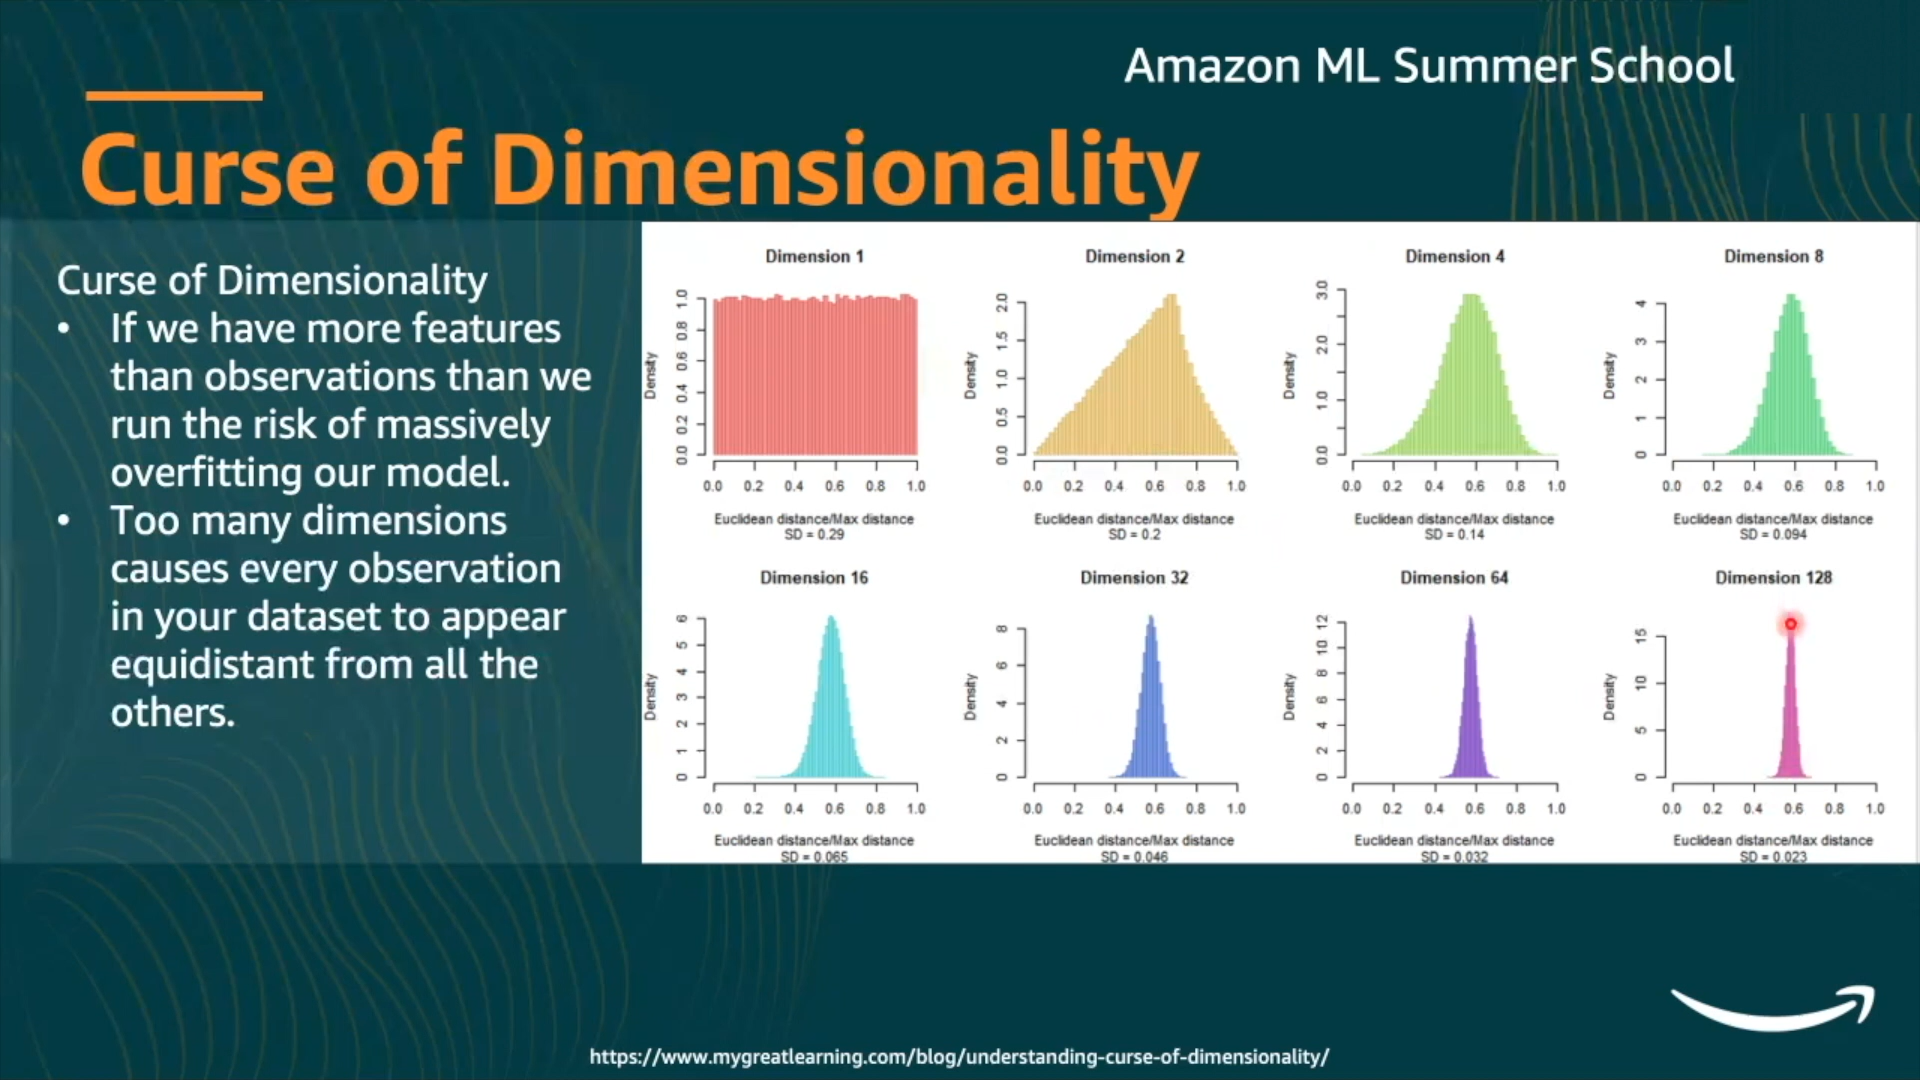 Amazon ML Summer School
Curse of Dimensionality
Curse of Dimensionality
• If we have more features
than observations than we
run the risk of massively
overfitting our model.
• Too many dimensions
causes every observation
in your dataset to appear
equidistant from all the
others.
Dimension 1
Density
0.0 0.2 0.4 0.6 0.8 1.0
0.0 0.2 0.4 0.6 0.8 1.0
Euclidean distance/Max distance
SD = 0.29
Dimension 2
Density
0.0 0.5 1.0 1.5 2.0
0.0 0.2 0.4 0.6 0.8 1.0
Euclidean distance/Max distance
SD = 0.2
Dimension 4
Density
0.0 1.0 2.0 3.0
0.0 0.2 0.4 0.6 0.8 1.0
Euclidean distance/Max distance
SD = 0.14
Dimension 8
Density
0 1 2 3 4
0.0 0.2 0.4 0.6 0.8 1.0
Euclidean distance/Max distance
SD = 0.094
Dimension 16
Density
0 1 2 3 4 5 6
0.0 0.2 0.4 0.6 0.8 1.0
Euclidean distance/Max distance
SD = 0.065
Dimension 32
Density
0 2 4 6 8
0.0 0.2 0.4 0.6 0.8 1.0
Euclidean distance/Max distance
SD = 0.046
Dimension 64
Density
0 2 4 6 8 10 12
0.0 0.2 0.4 0.6 0.8 1.0
Euclidean distance/Max distance
SD = 0.032
Dimension 128
Density
0 5 10 15
0.0 0.2 0.4 0.6 0.8 1.0
Euclidean distance/Max distance
SD = 0.023
https://www.mygreatlearning.com/blog/understanding-curse-of-dimensionality/